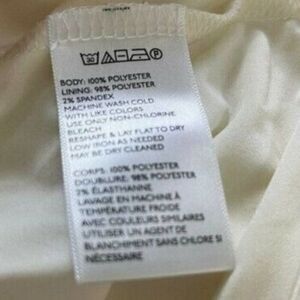 BODY: 100% POLYESTER
LINING: 98% POLYESTER
2% SPANDEX
MACHINE WASH COLD
WITH LIKE COLORS
USE ONLY NON-CHLORINE
BLEACH
RESHAPE & LAY FLAT TO DRY
LOW IRON AS NEEDED
MAY BE DRY CLEANED
CORPS: 100% POLYESTER
DOUBLURE: 98% POLYESTER
2% ÉLASTHANNE
LAVAGE EN MACHINE À
TEMPÉRATURE FROIDE
AVEC COULEURS SIMILAIRES
UTILISER UN AGENT DE
BLANCHIMENT SANS CHLORE SI
NÉCESSAIRE